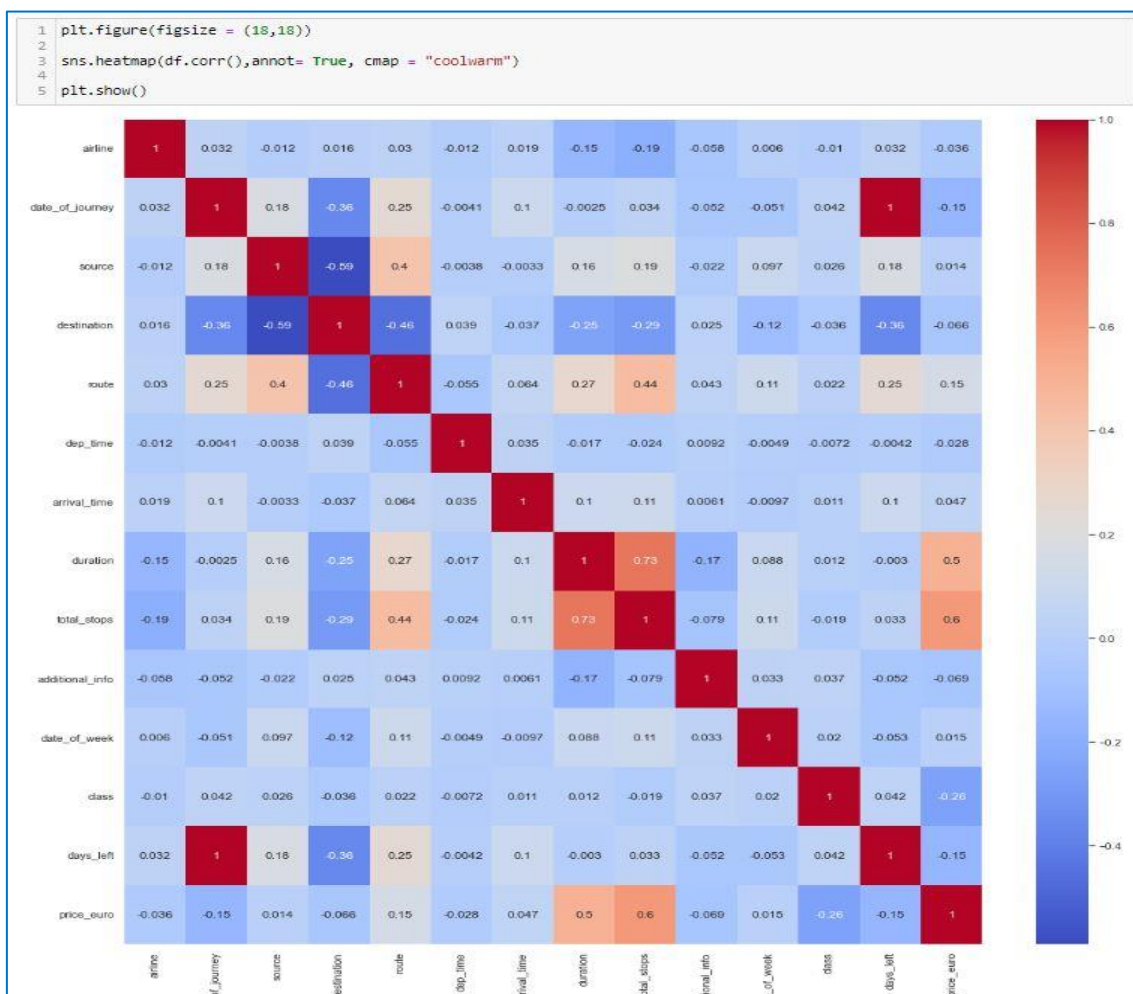 1 plt.figure(figsize = (18,18))
2
3 sns.heatmap(df.corr(),annot= True, cmap = "coolwarm")
4
5 plt.show()
airline 1 0.032 -0.012 0.016 0.03 -0.012 0.019 -0.15 -0.19 -0.058 0.006 -0.01 0.032 -0.036
date_of_journey 0.032 1 0.18 -0.36 0.25 -0.0041 0.1 -0.0025 0.034 -0.052 -0.051 0.042 1 -0.15
source -0.012 0.18 1 -0.59 0.4 -0.0038 -0.0033 0.16 0.19 -0.022 0.097 0.026 0.18 0.014
destination 0.016 -0.36 -0.59 1 -0.46 0.039 -0.037 -0.25 -0.29 0.025 -0.12 -0.036 -0.36 -0.066
route 0.03 0.25 0.4 -0.46 1 -0.055 0.064 0.27 0.44 0.043 0.11 0.022 0.25 0.15
dep_time -0.012 -0.0041 -0.0038 0.039 -0.055 1 0.035 -0.017 -0.024 0.0092 -0.0049 -0.0072 -0.0042 -0.028
arrival_time 0.019 0.1 -0.0033 -0.037 0.064 0.035 1 0.1 0.11 0.0061 -0.0097 0.011 0.1 0.047
duration -0.15 -0.0025 0.16 -0.25 0.27 -0.017 0.1 1 0.73 -0.17 0.088 0.012 -0.003 0.5
total_stops -0.19 0.034 0.19 -0.29 0.44 -0.024 0.11 0.73 1 -0.079 0.11 -0.019 0.033 0.6
additional_info -0.058 -0.052 -0.022 0.025 0.043 0.0092 0.0061 -0.17 -0.079 1 0.033 0.037 -0.052 -0.069
date_of_week 0.006 -0.051 0.097 -0.12 0.11 -0.0049 -0.0097 0.088 0.11 0.033 1 0.02 -0.053 0.015
class -0.01 0.042 0.026 -0.036 0.022 -0.0072 0.011 0.012 -0.019 0.037 0.02 1 0.042 -0.26
days_left 0.032 1 0.18 -0.36 0.25 -0.0042 0.1 -0.003 0.033 -0.052 -0.053 0.042 1 -0.15
price_euro -0.036 -0.15 0.014 -0.066 0.15 -0.028 0.047 0.5 0.6 -0.069 0.015 -0.26 -0.15 1
airline of_journey source destination route dep_time rrival_time duration otal_stops ional_info _of_week class days_left price_euro
1.0
0.8
0.6
0.4
0.2
0.0
-0.2
-0.4